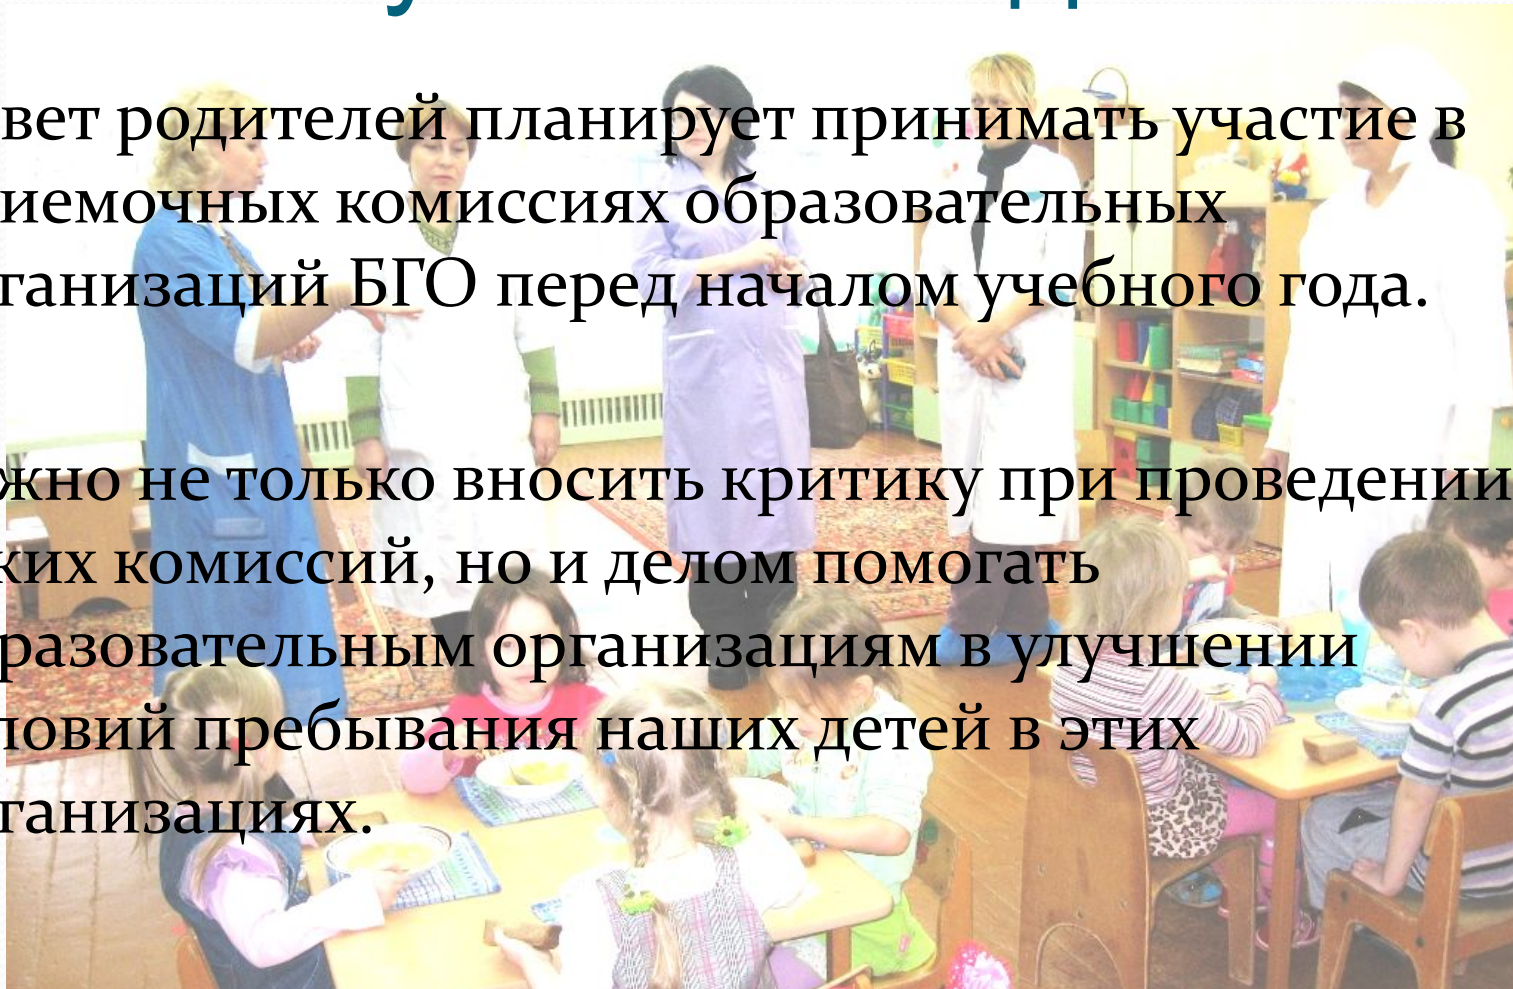 вет родителей планирует принимать участие в
иемочных комиссиях образовательных
ганизаций БГО перед началом учебного года.
жно не только вносить критику при проведении
ких комиссий, но и делом помогать
разовательным организациям в улучшении
ловий пребывания наших детей в этих
ганизациях.